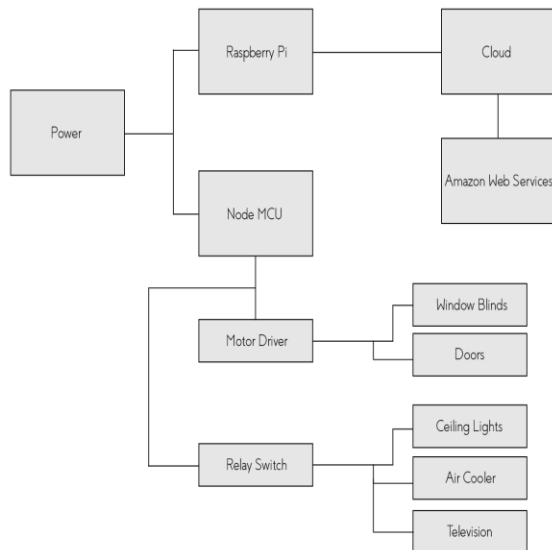 Raspberry Pi
Cloud
Power
Amazon Web Services
Node MCU
Window Blinds
Motor Driver
Doors
Ceiling Lights
Relay Switch
Air Cooler
Television